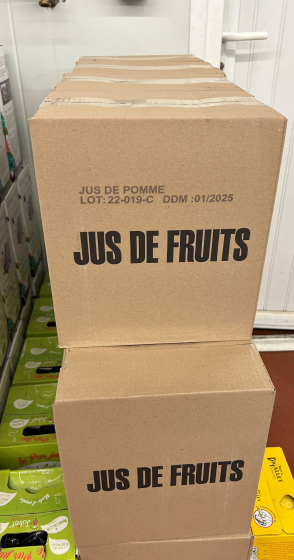 JUS DE POMME
LOT: 22-019-C DDM :01/2025
JUS DE FRUITS
JUS DE FRUITS